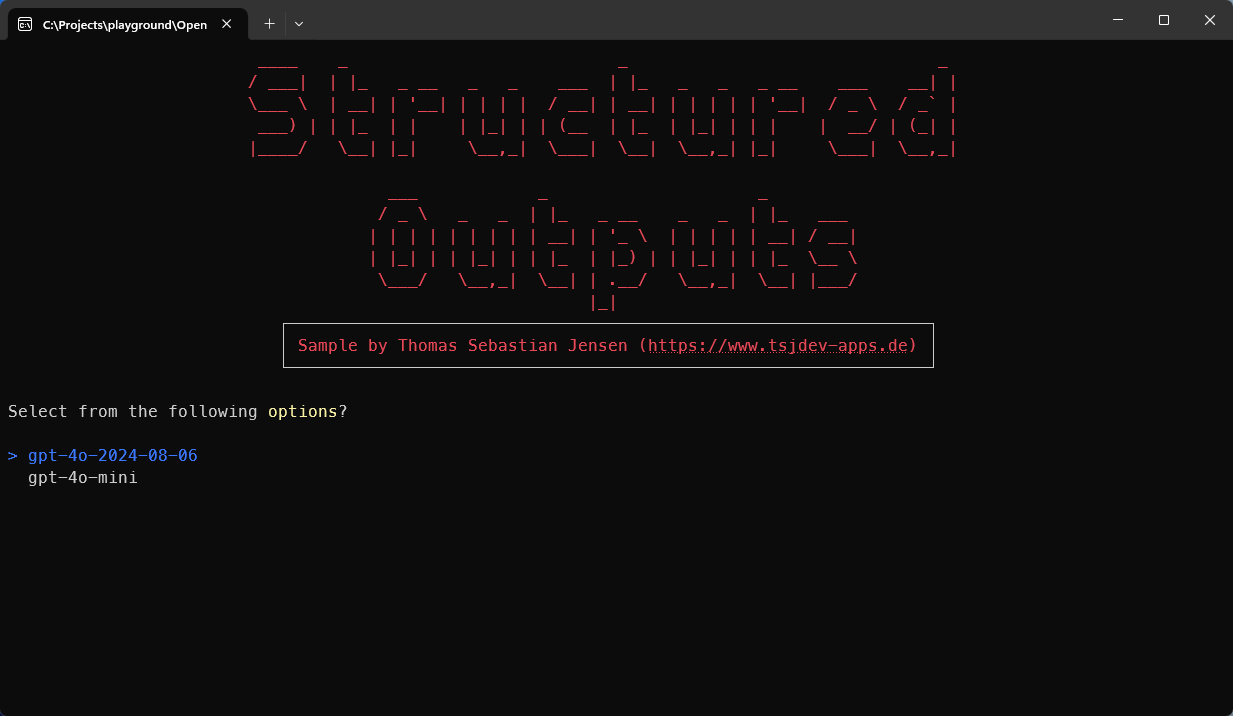 C:\Projects\playground\Open
Structured
Outputs
Sample by Thomas Sebastian Jensen (https://www.tsjdev-apps.de)
Select from the following options?
> gpt-4o-2024-08-06
gpt-4o-mini